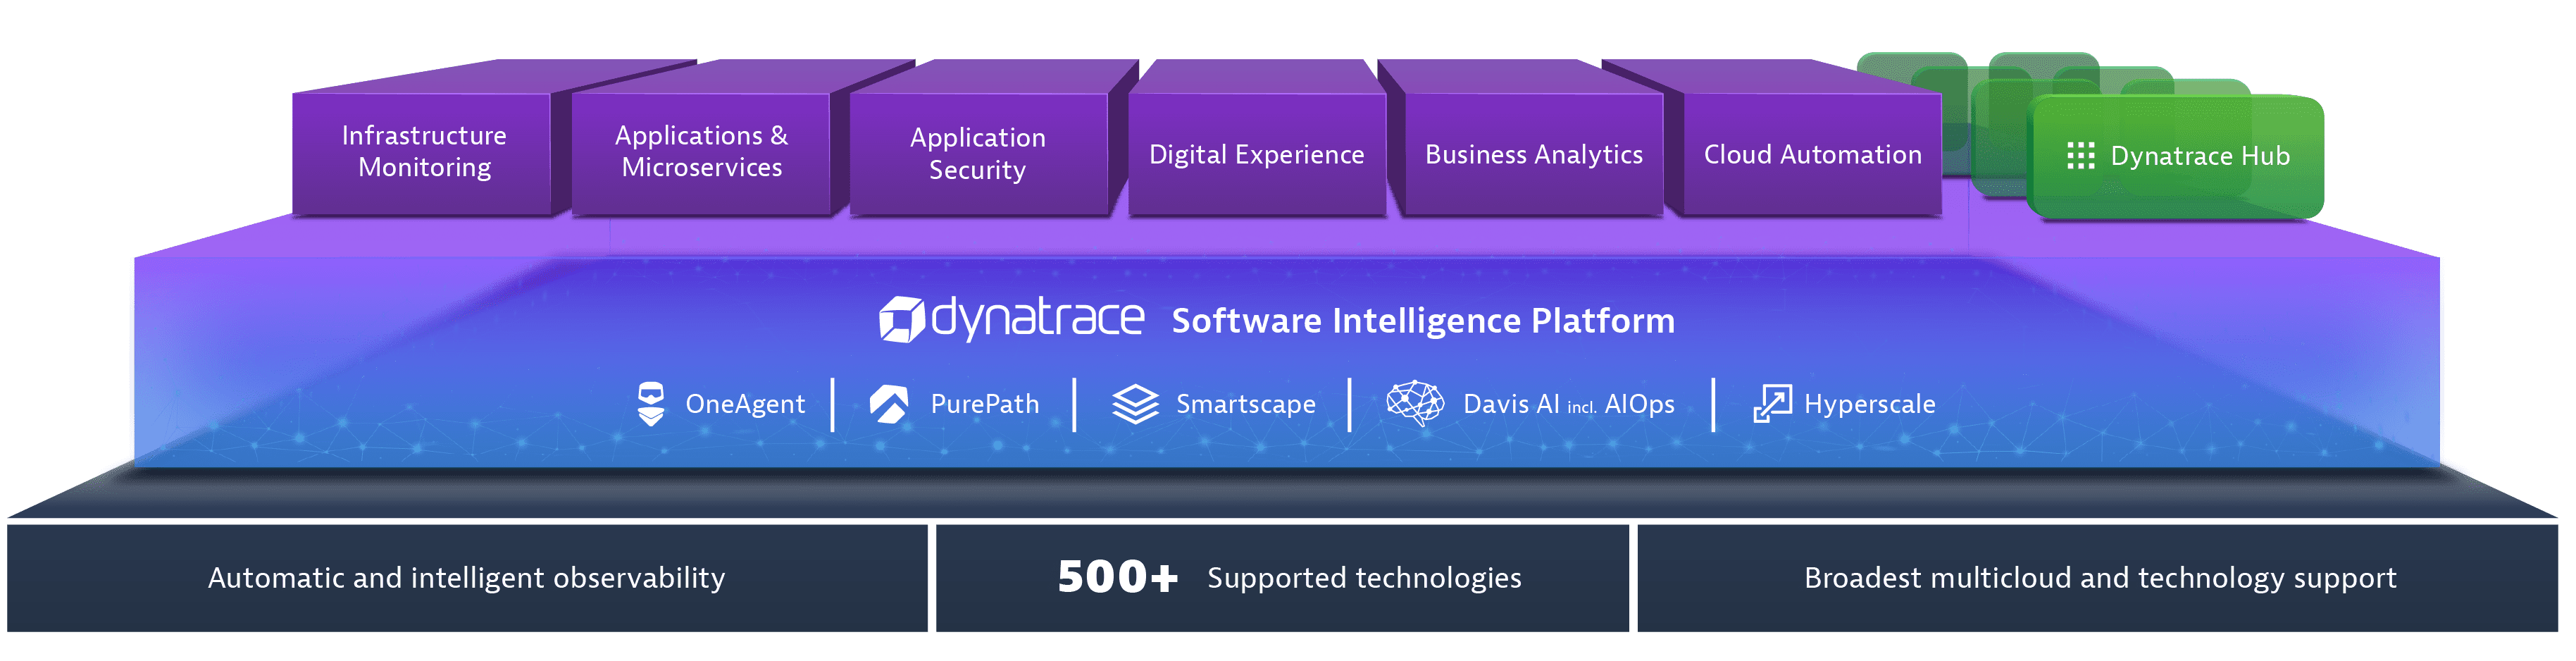 Infrastructure
Monitoring
Applications &
Microservices
Application
Security
Digital Experience
Business Analytics
Cloud Automation
Dynatrace Hub
dynatrace Software Intelligence Platform
OneAgent
PurePath
Smartscape
Davis AI incl. AIOps
Hyperscale
Automatic and intelligent observability
500+ Supported technologies
Broadest multicloud and technology support